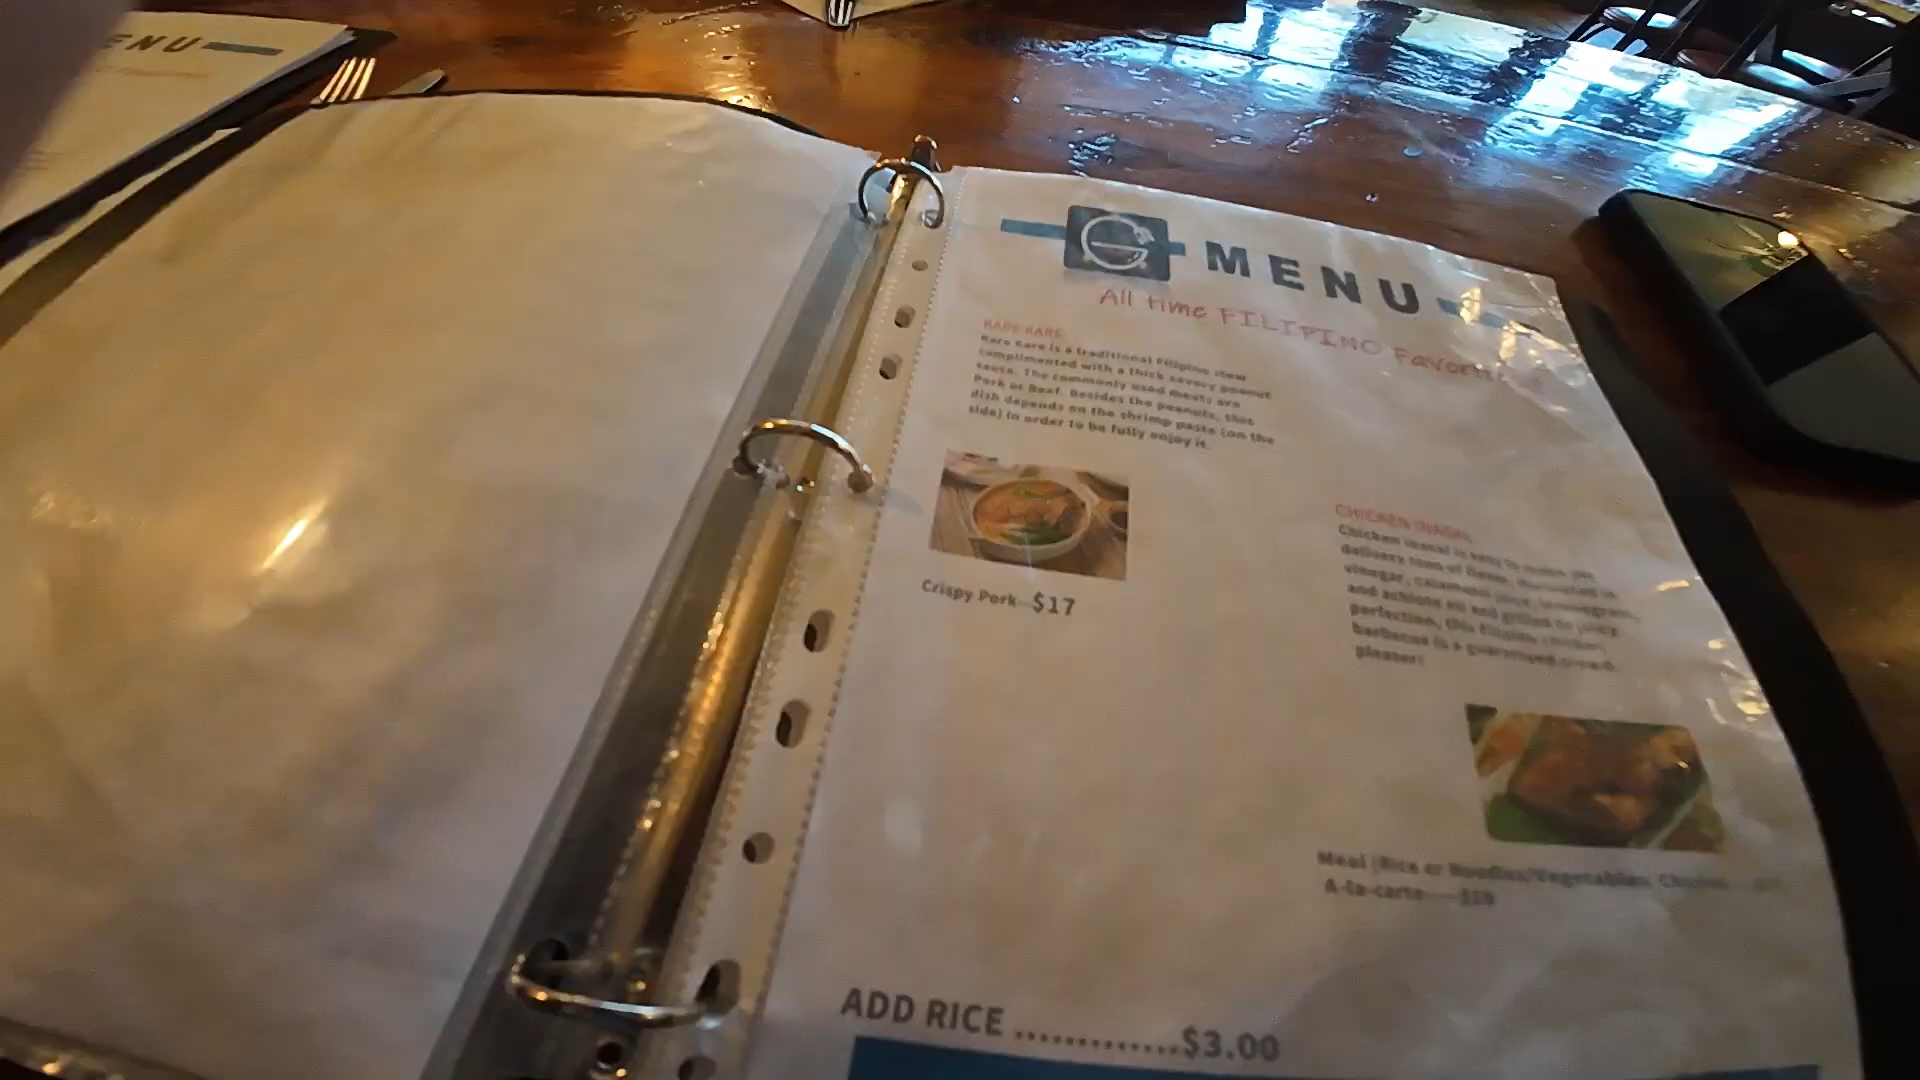 ENU
MENU
All time FILIPINO Favorit
KARE KARE
Kare Kare is a traditional Filipino stew
complimented with a thick savory peanut
sauce. The commonly used meats are
Pork or Beef. Besides the peanuts, this
dish depends on the shrimp paste (on the
side) in order to be fully enjoy it.
Crispy Pork $17
CHICKEN INASAL
Chicken inasal is easy to make yet
delivers tons of flavor. Marinated in
vinegar, calamansi juice, lemongrass,
and achiote oil and grilled to juicy
perfection, this Filipino chicken
barbecue is a guaranteed crowd-
pleaser!
Meal (Rice or Noodles/Vegetables, Chicken
A-la-carte
ADD RICE .............$3.00